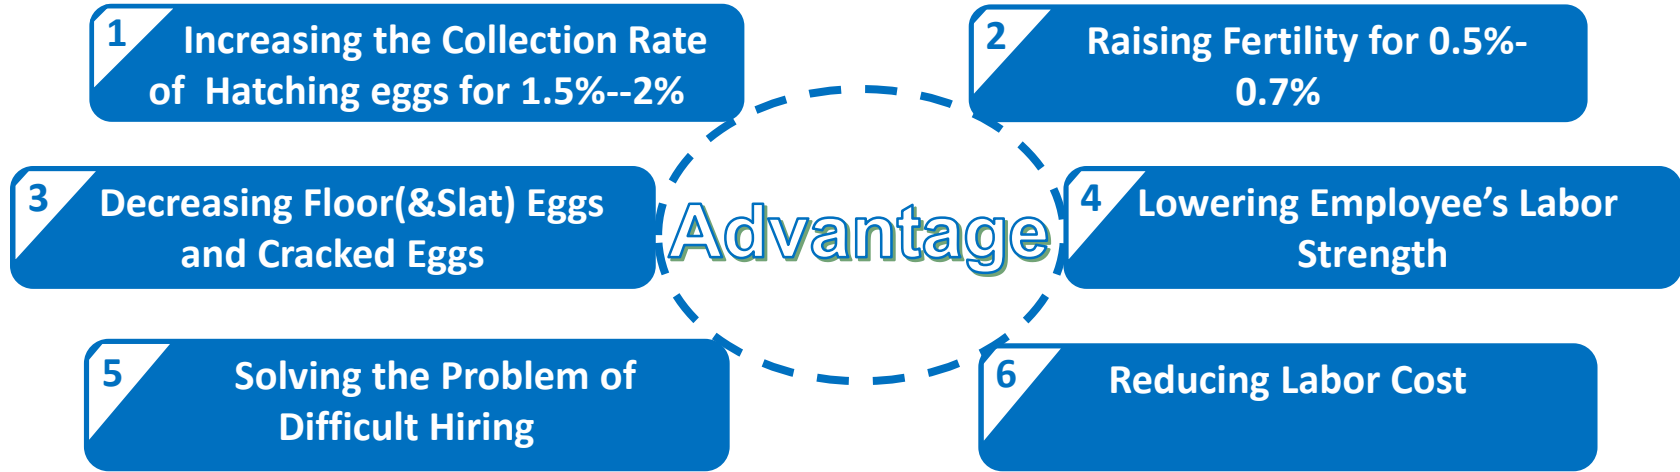 1
Increasing the Collection Rate
of Hatching eggs for 1.5%--2%
2
Raising Fertility for 0.5%-
0.7%
3
Decreasing Floor(&Slat) Eggs
and Cracked Eggs
Advantage
4
Lowering Employee’s Labor
Strength
5
Solving the Problem of
Difficult Hiring
6
Reducing Labor Cost